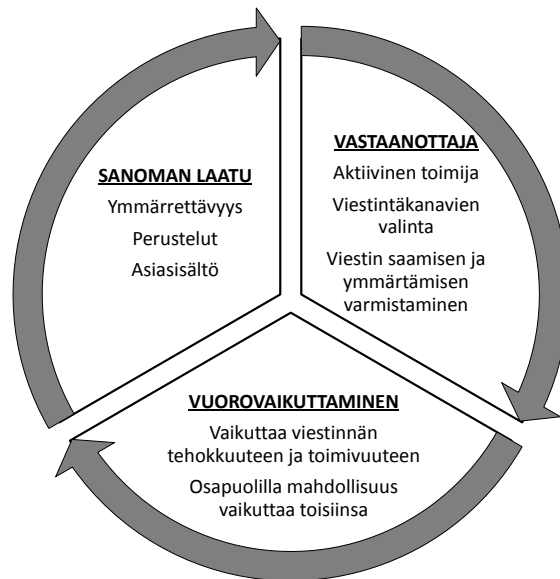 SANOMAN LAATU
Ymmärrettävyys
Perustelut
Asiasisältö
VASTAANOTTAJA
Aktiivinen toimija
Viestintäkanavien
valinta
Viestin saamisen ja
ymmärtämisen
varmistaminen
VUOROVAIKUTTAMINEN
Vaikuttaa viestinnän
tehokkuuteen ja toimivuuteen
Osapuolilla mahdollisuus
vaikuttaa toisiinsa